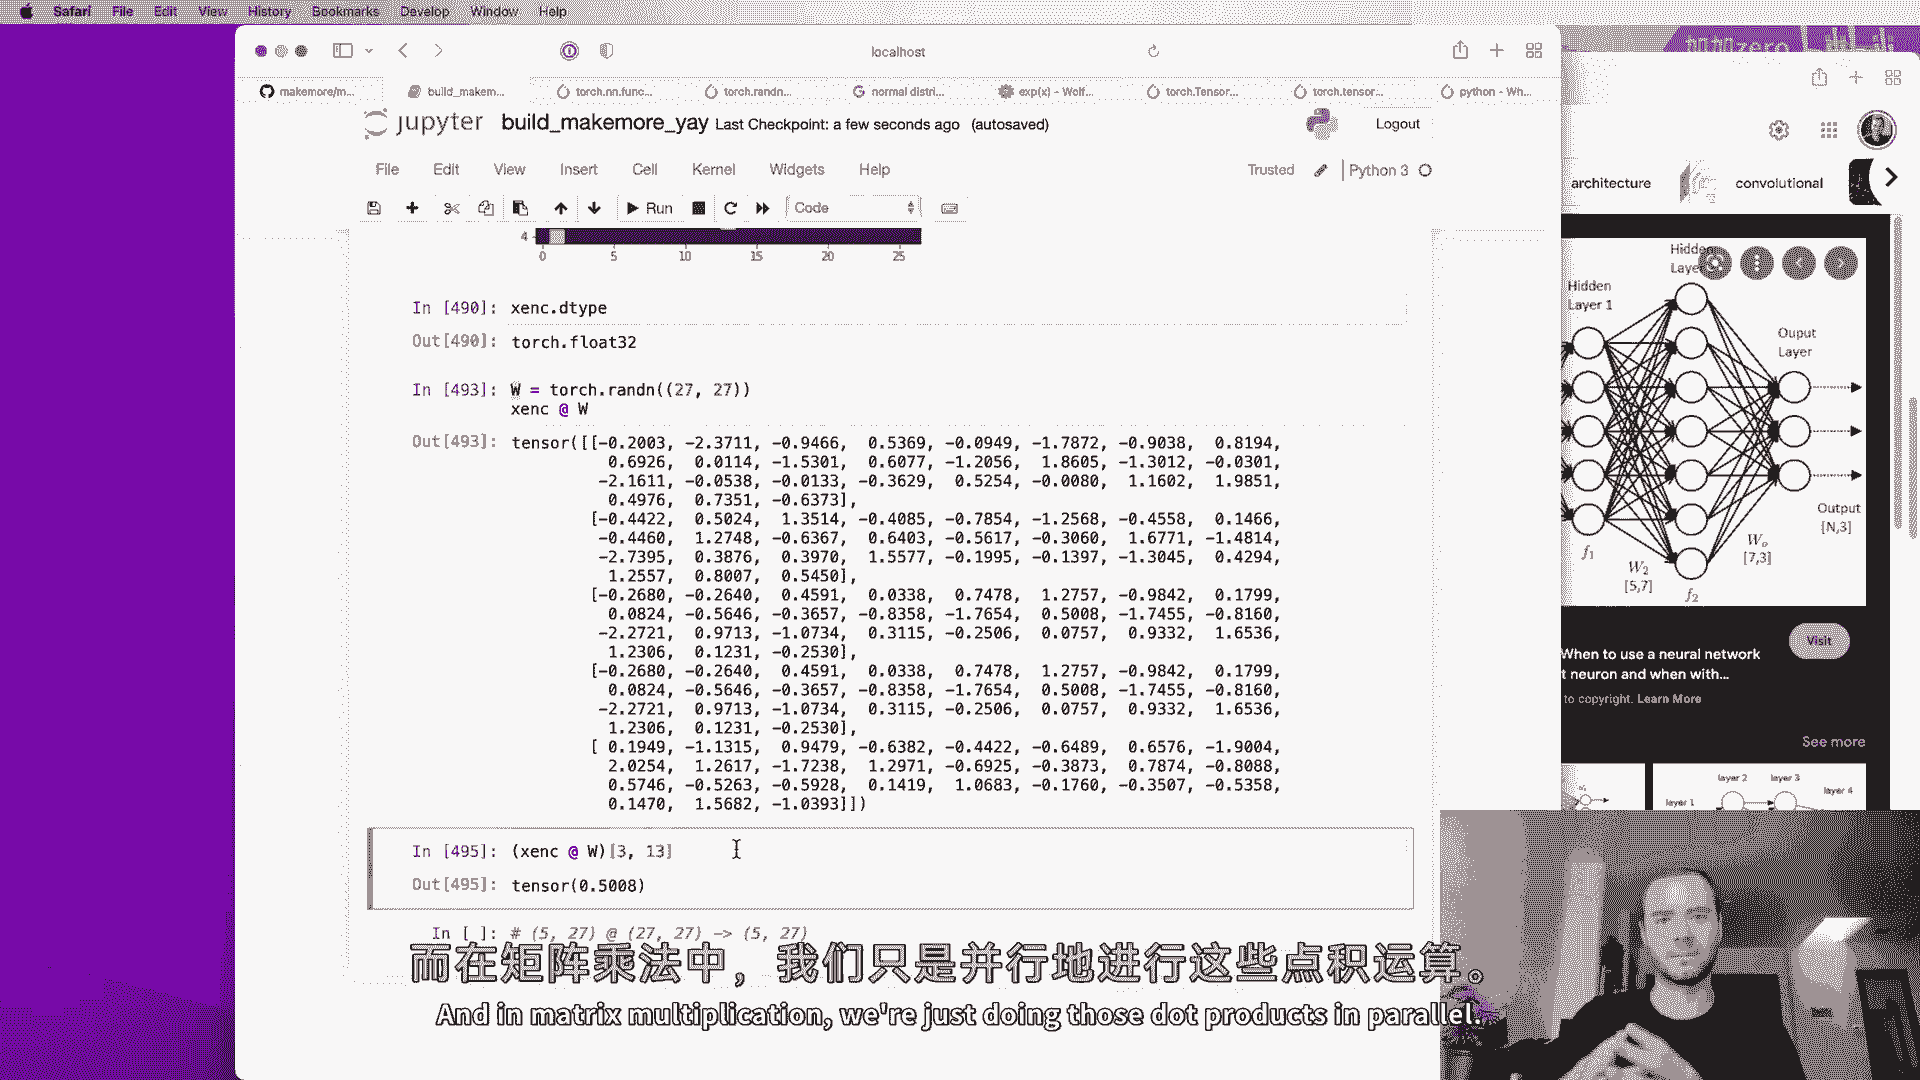 Safari File Edit View History Bookmarks Develop Window Help
localhost
makemore/m... build_makem... torch.nn.func... torch.randn... normal distri... exp(x) - Wolf... torch.Tensor... torch.tensor... python - Wh...
jupyter build_makemore_yay Last Checkpoint: a few seconds ago (autosaved) Logout
File Edit View Insert Cell Kernel Widgets Help Trusted Python 3
Run Code
4
0 5 10 15 20 25
In [490]: xenc.dtype
Out[490]: torch.float32
In [493]: W = torch.randn((27, 27))
xenc @ W
Out[493]: tensor([[-0.2003, -2.3711, -0.9466, 0.5369, -0.0949, -1.7872, -0.9038, 0.8194,
0.6926, 0.0114, -1.5301, 0.6077, -1.2056, 1.8605, -1.3012, -0.0301,
-2.1611, -0.0538, -0.0133, -0.3629, 0.5254, -0.0080, 1.1602, 1.9851,
0.4976, 0.7351, -0.6373],
[-0.4422, 0.5024, 1.3514, -0.4085, -0.7854, -1.2568, -0.4558, 0.1466,
-0.4460, 1.2748, -0.6367, 0.6403, -0.5617, -0.3060, 1.6771, -1.4814,
-2.7395, 0.3876, 0.3970, 1.5577, -0.1995, -0.1397, -1.3045, 0.4294,
1.2557, 0.8007, 0.5450],
[-0.2680, -0.2640, 0.4591, 0.0338, 0.7478, 1.2757, -0.9842, 0.1799,
0.0824, -0.5646, -0.3657, -0.8358, -1.7654, 0.5008, -1.7455, -0.8160,
-2.2721, 0.9713, -1.0734, 0.3115, -0.2506, 0.0757, 0.9332, 1.6536,
1.2306, 0.1231, -0.2530],
[-0.2680, -0.2640, 0.4591, 0.0338, 0.7478, 1.2757, -0.9842, 0.1799,
0.0824, -0.5646, -0.3657, -0.8358, -1.7654, 0.5008, -1.7455, -0.8160,
-2.2721, 0.9713, -1.0734, 0.3115, -0.2506, 0.0757, 0.9332, 1.6536,
1.2306, 0.1231, -0.2530],
[ 0.1949, -1.1315, 0.9479, -0.6382, -0.4422, -0.6489, 0.6576, -1.9004,
2.0254, 1.2617, -1.7238, 1.2971, -0.6925, -0.3873, 0.7874, -0.8088,
0.5746, -0.5263, -0.5928, 0.1419, 1.0683, -0.1760, -0.3507, -0.5358,
0.1470, 1.5682, -1.0393]])
In [495]: (xenc @ W)[3, 13]
Out[495]: tensor(0.5008)
In [ ]: # (5, 27) @ (27, 27) -> (5, 27)
而在矩阵乘法中，我们只是并行地进行这些点积运算。
And in matrix multiplication, we're just doing those dot products in parallel.
architecture convolutional
Hidden
Layer 1
Ouput
Layer
Output
[N,3]
f₁
W₂
[5,7]
f₂
Wₒ
[7,3]
Visit
When to use a neural network
t neuron and when with...
to copyright. Learn More
See more
layer 1 layer 2 layer 3 layer 4